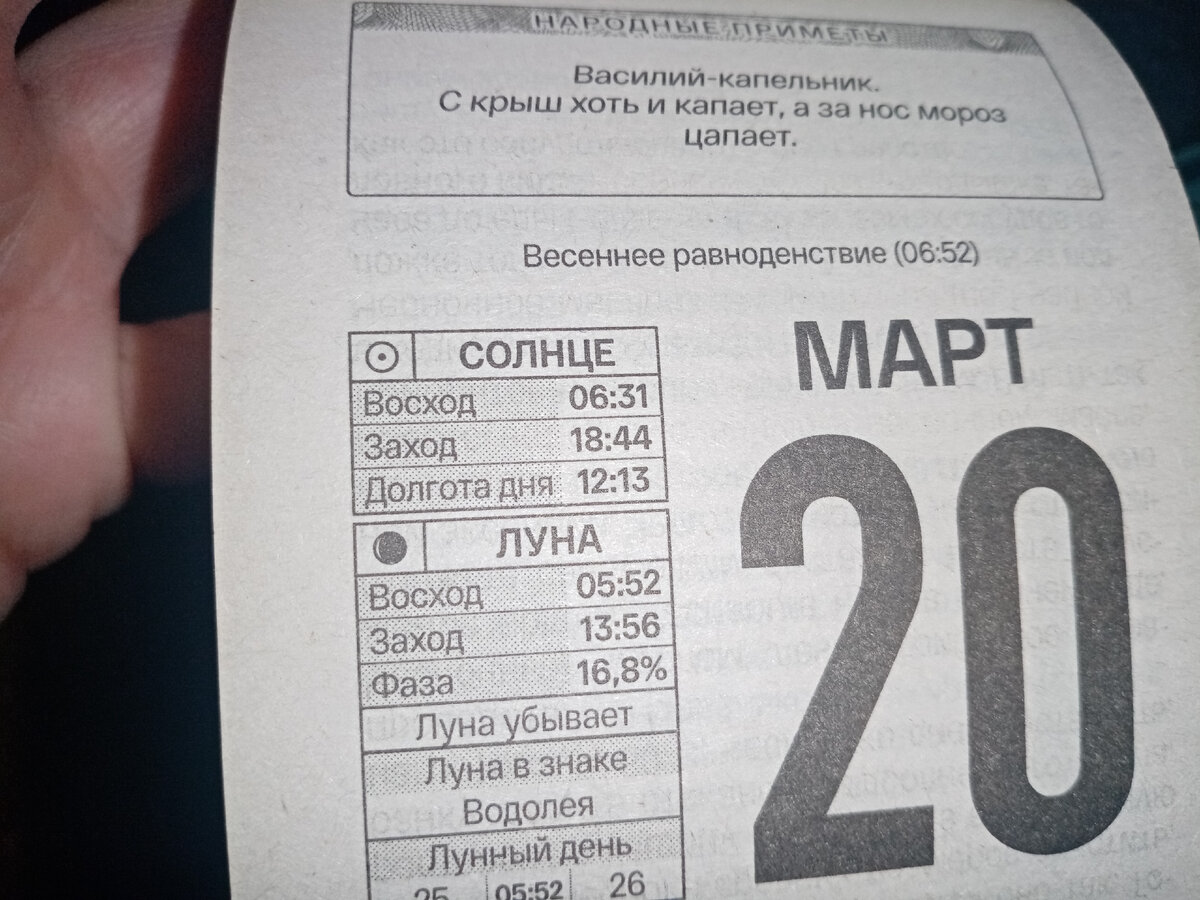 НАРОДНЫЕ ПРИМЕТЫ
Василий-капельник.
С крыш хоть и капает, а за нос мороз
цапает.
Весеннее равноденствие (06:52)
МАРТ
20
СОЛНЦЕ
Восход 06:31
Заход 18:44
Долгота дня 12:13
ЛУНА
Восход 05:52
Заход 13:56
Фаза 16,8%
Луна убывает
Луна в знаке
Водолея
Лунный день
25 05:52 26